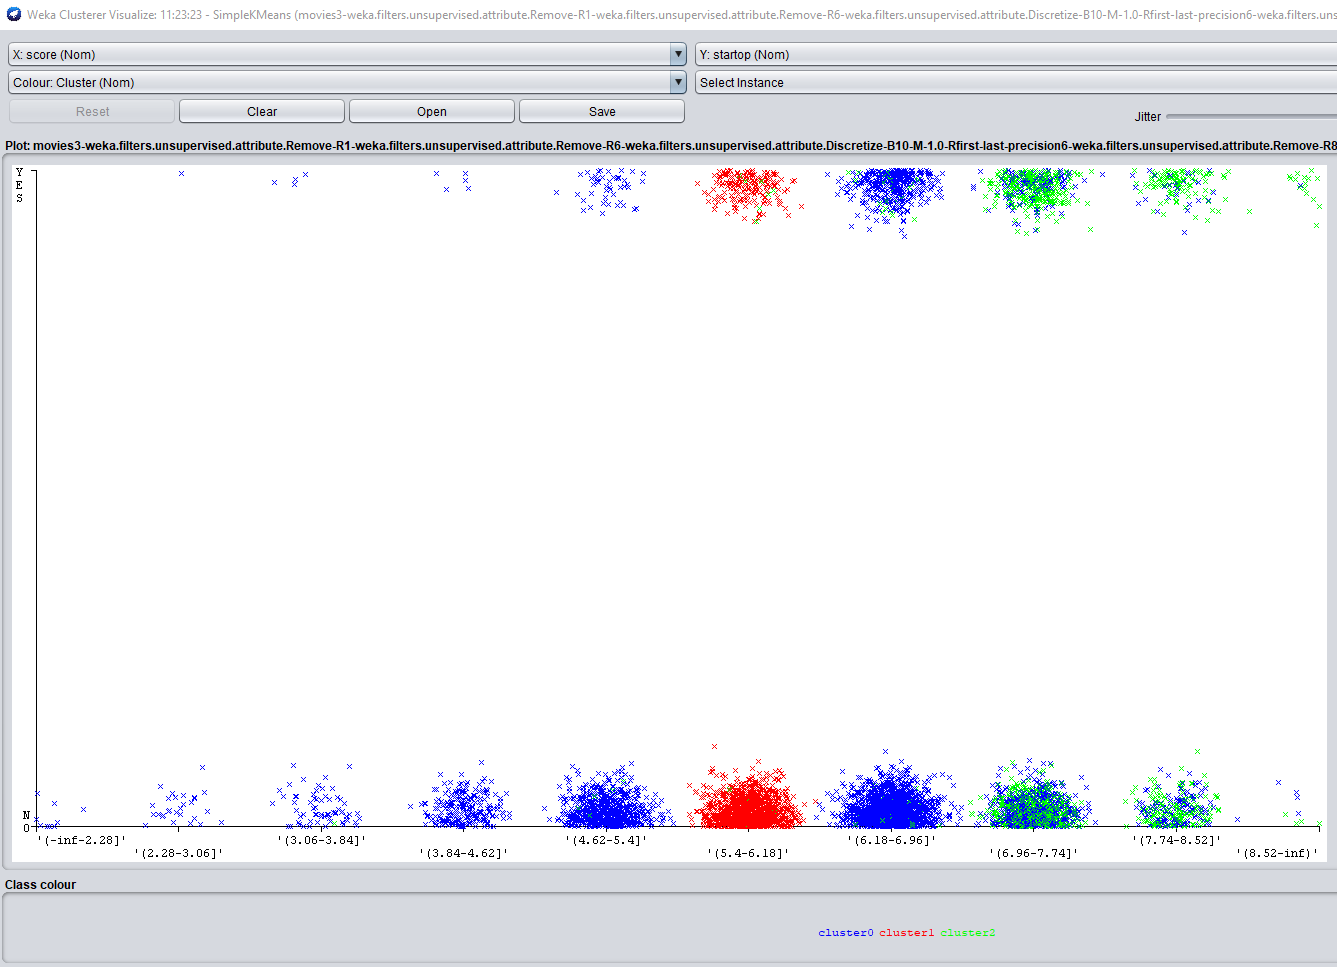 Weka Clusterer Visualize: 11:23:23 - SimpleKMeans (movies3-weka.filters.unsupervised.attribute.Remove-R1-weka.filters.unsupervised.attribute.Remove-R6-weka.filters.unsupervised.attribute.Discretize-B10-M-1.0-Rfirst-last-precision6-weka.filters.uns
X: score (Nom) Y: startop (Nom)
Colour: Cluster (Nom) Select Instance
Reset Clear Open Save
Jitter
Plot: movies3-weka.filters.unsupervised.attribute.Remove-R1-weka.filters.unsupervised.attribute.Remove-R6-weka.filters.unsupervised.attribute.Discretize-B10-M-1.0-Rfirst-last-precision6-weka.filters.unsupervised.attribute.Remove-R8
Y
E
S
N
O
'(-inf-2.28]' '(3.06-3.84]' '(4.62-5.4]' '(6.18-6.96]' '(7.74-8.52]'
'(2.28-3.06]' '(3.84-4.62]' '(5.4-6.18]' '(6.96-7.74]' '(8.52-inf)'
Class colour
cluster0 cluster1 cluster2